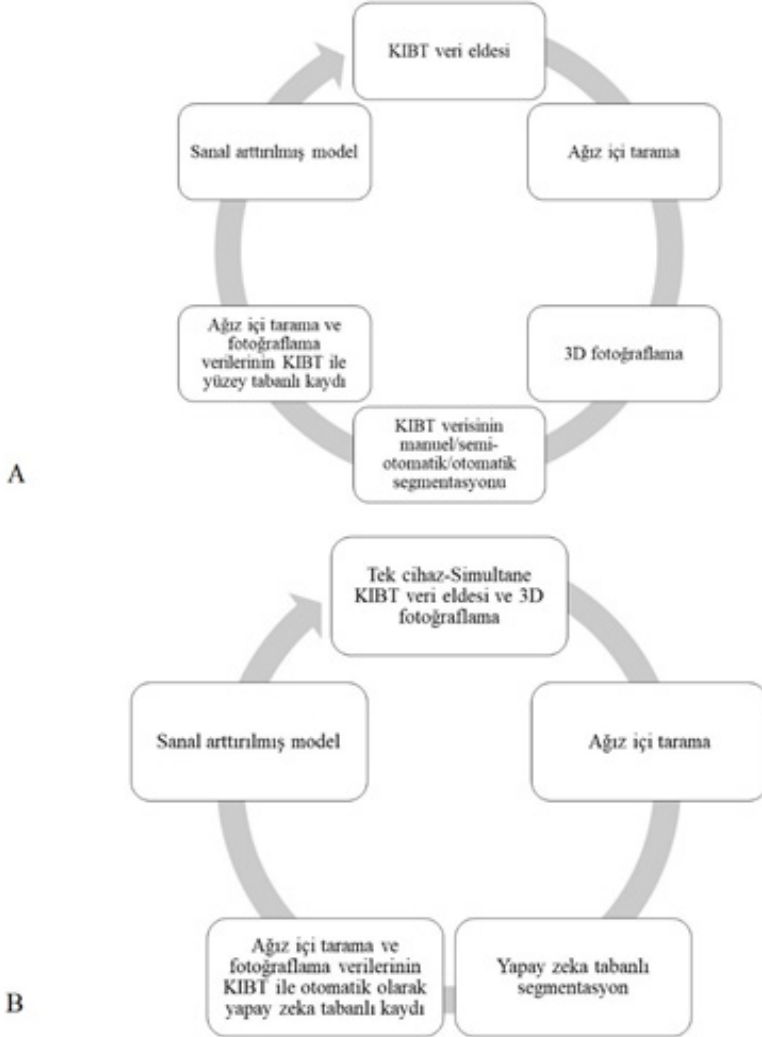 KIBT veri eldesi
Ağız içi tarama
3D fotoğraflama
KIBT verisinin
manuel/semi-
otomatik/otomatik
segmentasyonu
Ağız içi tarama ve
fotoğraflama
verilerinin KIBT ile
yüzey tabanlı kaydı
Sanal arttırılmış model
A
Tek cihaz-Simultane
KIBT veri eldesi ve 3D
fotoğraflama
Ağız içi tarama
Yapay zeka tabanlı
segmentasyon
Ağız içi tarama ve
fotoğraflama verilerinin
KIBT ile otomatik olarak
yapay zeka tabanlı kaydı
Sanal arttırılmış model
B